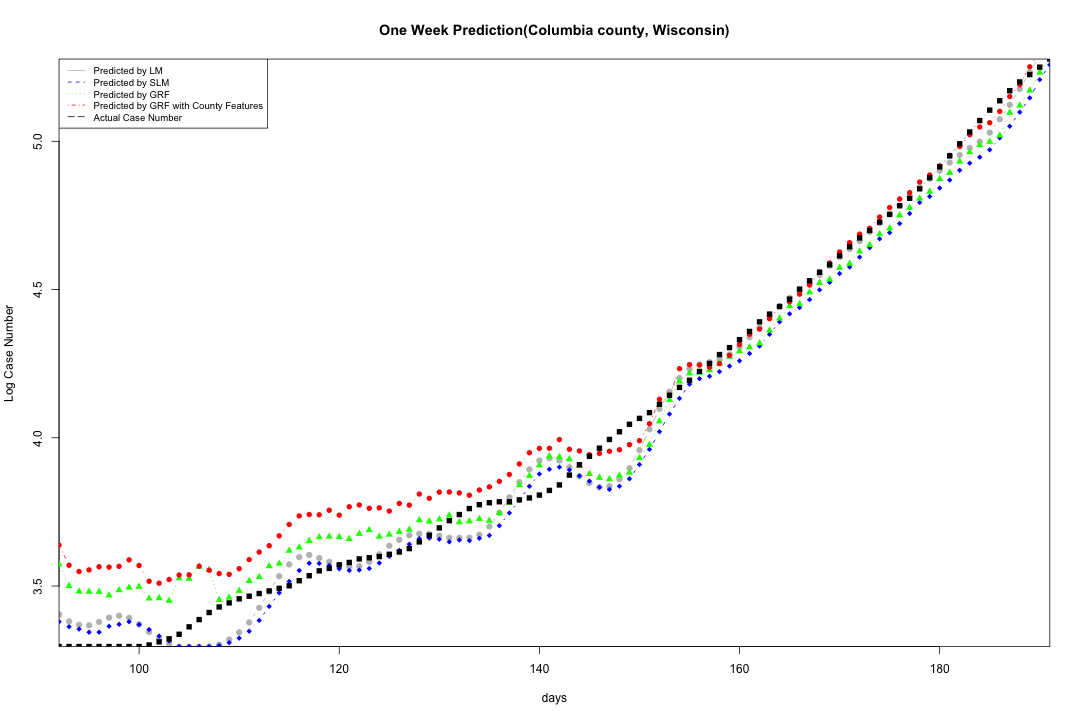 One Week Prediction(Columbia county, Wisconsin)
Predicted by LM
Predicted by SLM
Predicted by GRF
Predicted by GRF with County Features
Actual Case Number
5.0
4.5
4.0
3.5
Log Case Number
100 120 140 160 180
days